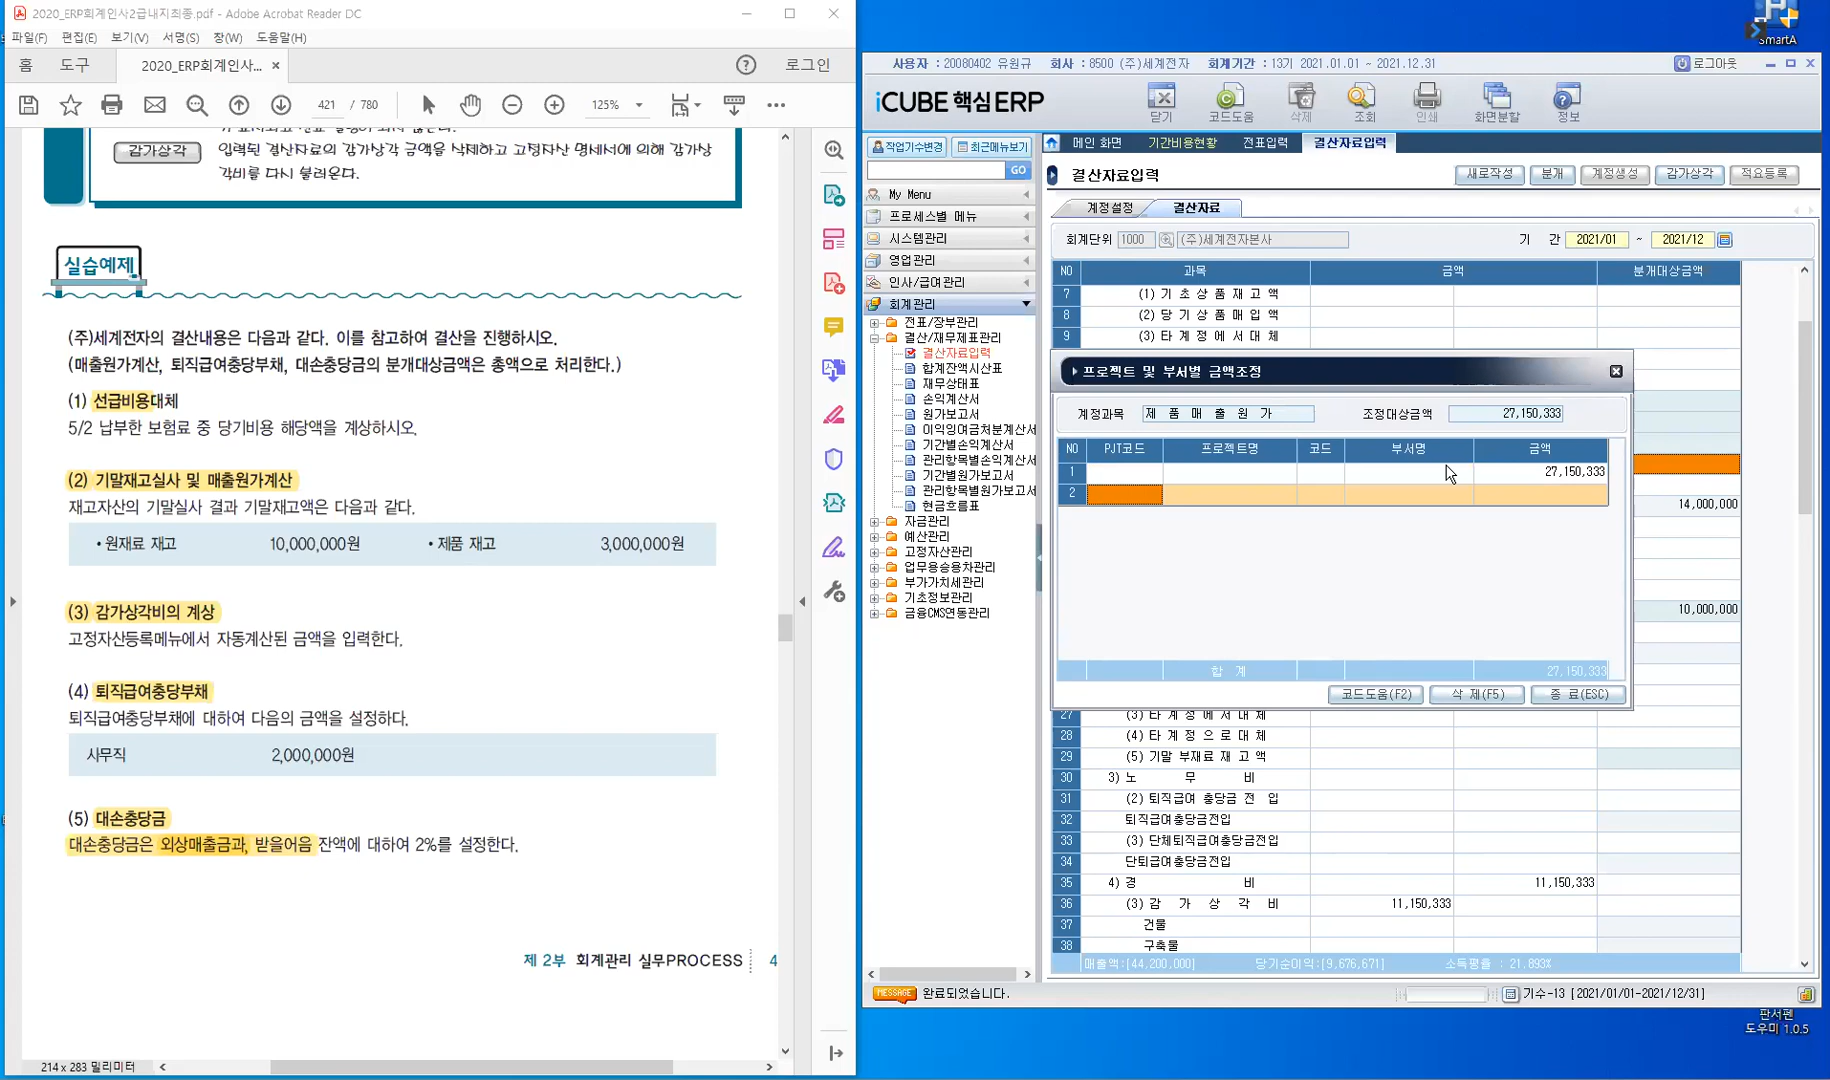 2020_ERP회계인사2급내지최종.pdf - Adobe Acrobat Reader DC
파일(F) 편집(E) 보기(V) 서명(S) 창(W) 도움말(H)
홈 도구 2020_ERP회계인사... × 로그인
421 / 780 125%
감가상각 입력된 결산자료의 감가상각 금액을 삭제하고 고정자산 명세서에 의해 감가상
각비를 다시 불러온다.
실습예제
(주)세계전자의 결산내용은 다음과 같다. 이를 참고하여 결산을 진행하시오.
(매출원가계산, 퇴직급여충당부채, 대손충당금의 분개대상금액은 총액으로 처리한다.)
(1) 선급비용대체
5/2 납부한 보험료 중 당기비용 해당액을 계상하시오.
(2) 기말재고실사 및 매출원가계산
재고자산의 기말실사 결과 기말재고액은 다음과 같다.
•원재료 재고 10,000,000원 •제품 재고 3,000,000원
(3) 감가상각비의 계상
고정자산등록메뉴에서 자동계산된 금액을 입력한다.
(4) 퇴직급여충당부채
퇴직급여충당부채에 대하여 다음의 금액을 설정하다.
사무직 2,000,000원
(5) 대손충당금
대손충당금은 외상매출금과, 받을어음 잔액에 대하여 2%를 설정한다.
제 2부 회계관리 실무PROCESS 4
214 x 283 밀리미터
SmartA
사용자 : 20080402 유원규 회사 : 8500 (주)세계전자 회계기간 : 13기 2021.01.01 ~ 2021.12.31 로그아웃
iCUBE 핵심ERP
닫기 코드도움 삭제 조회 인쇄 화면분할 정보
작업기수변경 최근메뉴보기
메인 화면 기간비용현황 전표입력 결산자료입력
GO
결산자료입력 새로작성 분개 계정생성 감가상각 적요등록
My Menu
프로세스별 메뉴
시스템관리
영업관리
인사/급여관리
회계관리
전표/장부관리
결산/재무제표관리
결산자료입력
합계잔액시산표
재무상태표
손익계산서
원가보고서
이익잉여금처분계산서
기간별손익계산서
관리항목별손익계산서
기간별원가보고서
관리항목별원가보고서
현금흐름표
자금관리
예산관리
고정자산관리
업무용승용차관리
부가가치세관리
기초정보관리
금융CMS연동관리
계정설정 결산자료
회계단위 1000 (주)세계전자본사 기 간 2021/01 ~ 2021/12
NO 과목 금액 분개대상금액
7 (1) 기 초 상 품 재 고 액
8 (2) 당 기 상 품 매 입 액
9 (3) 타 계 정 에 서 대 체
프로젝트 및 부서별 금액조정
계정과목 제 품 매 출 원 가 조정대상금액 27,150,333
NO PJT코드 프로젝트명 코드 부서명 금액
1 27,150,333
2
14,000,000
10,000,000
합 계 27,150,333
코드도움(F2) 삭 제(F5) 종 료(ESC)
27 (3) 타 계 정 에 서 대 체
28 (4) 타 계 정 으 로 대 체
29 (5) 기말 부재료 재 고 액
30 3) 노 무 비
31 (2) 퇴직급여 충당금 전 입
32 퇴직급여충당금전입
33 (3) 단체퇴직급여충당금전입
34 단퇴급여충당금전입
35 4) 경 비 11,150,333
36 (3) 감 가 상 각 비 11,150,333
37 건물
38 구축물
매출액:[44,200,000] 당기순이익:[9,676,671] 소득평률 : 21.893%
MESSAGE 완료되었습니다. 기수-13 [2021/01/01-2021/12/31]
판서펜
도우미 1.0.5